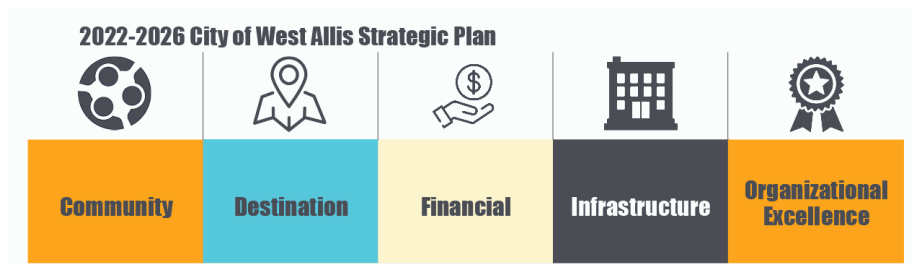 2022-2026 City of West Allis Strategic Plan
$
Community
Destination
Financial
Infrastructure
Organizational
Excellence